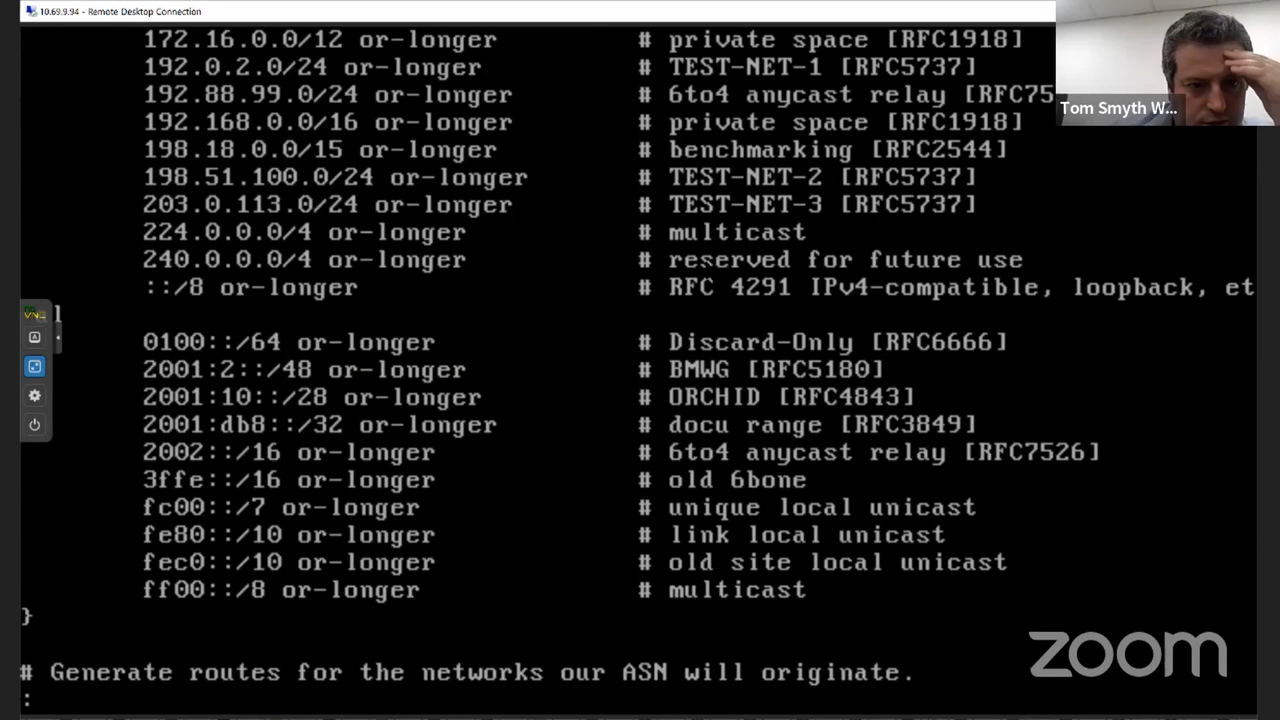 10.69.9.94 - Remote Desktop Connection
172.16.0.0/12 or-longer # private space [RFC1918]
192.0.2.0/24 or-longer # TEST-NET-1 [RFC5737]
192.88.99.0/24 or-longer # 6to4 anycast relay [RFC75
Tom Smyth W...
192.168.0.0/16 or-longer # private space [RFC1918]
198.18.0.0/15 or-longer # benchmarking [RFC2544]
198.51.100.0/24 or-longer # TEST-NET-2 [RFC5737]
203.0.113.0/24 or-longer # TEST-NET-3 [RFC5737]
224.0.0.0/4 or-longer # multicast
240.0.0.0/4 or-longer # reserved for future use
::/8 or-longer # RFC 4291 IPv4-compatible, loopback, et
l
0100::/64 or-longer # Discard-Only [RFC6666]
2001:2::/48 or-longer # BMWG [RFC5180]
2001:10::/28 or-longer # ORCHID [RFC4843]
2001:db8::/32 or-longer # docu range [RFC3849]
2002::/16 or-longer # 6to4 anycast relay [RFC7526]
3ffe::/16 or-longer # old 6bone
fc00::/7 or-longer # unique local unicast
fe80::/10 or-longer # link local unicast
fec0::/10 or-longer # old site local unicast
ff00::/8 or-longer # multicast
}
# Generate routes for the networks our ASN will originate.
:
zoom